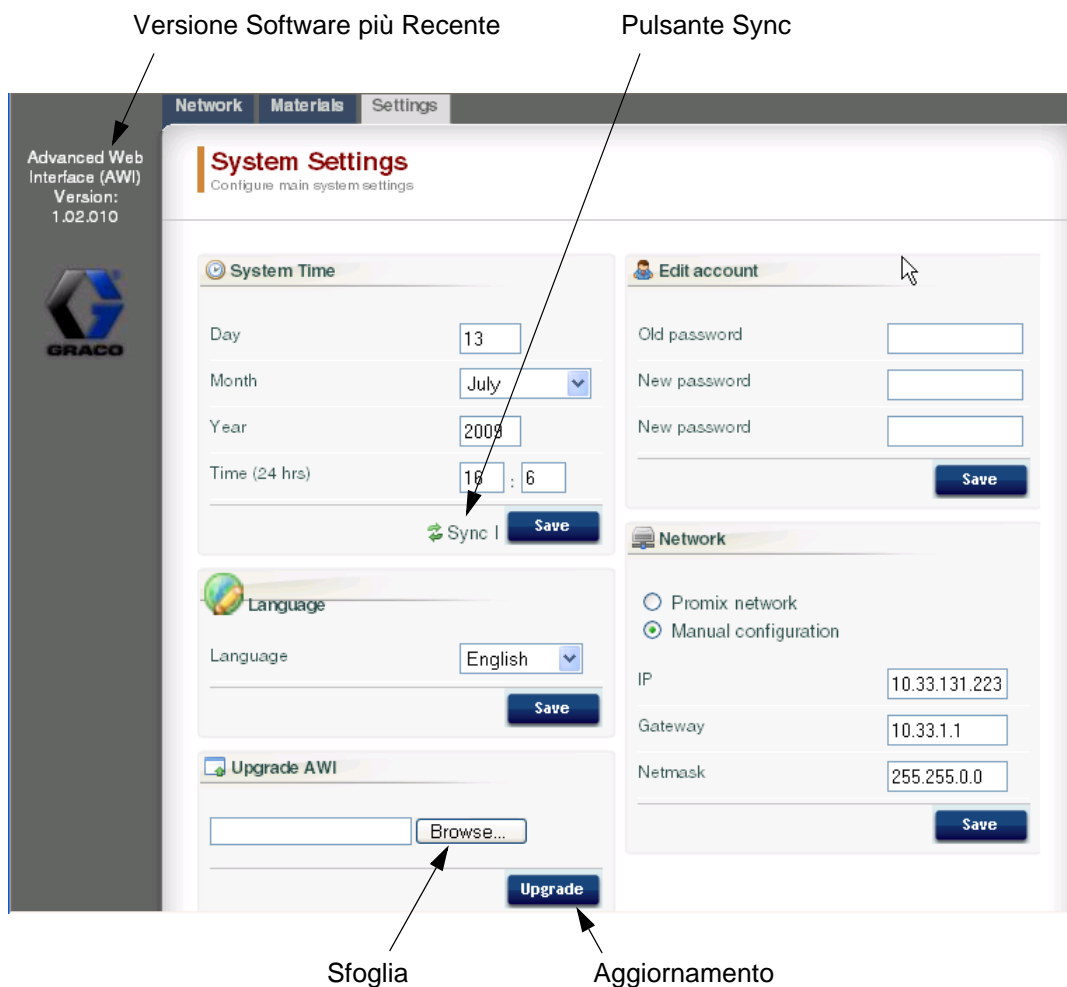 Versione Software più Recente
Pulsante Sync
Network
Materials
Settings
Advanced Web
Interface (AWI)
Version:
1.02.010
GRACO
System Settings
Configure main system settings
System Time
Day
13
Month
July
Year
2009
Time (24 hrs)
16 : 6
Sync |
Save
Language
Language
English
Save
Upgrade AWI
Browse...
Upgrade
Edit account
Old password
New password
New password
Save
Network
Promix network
Manual configuration
IP
10.33.131.223
Gateway
10.33.1.1
Netmask
255.255.0.0
Save
Sfoglia
Aggiornamento